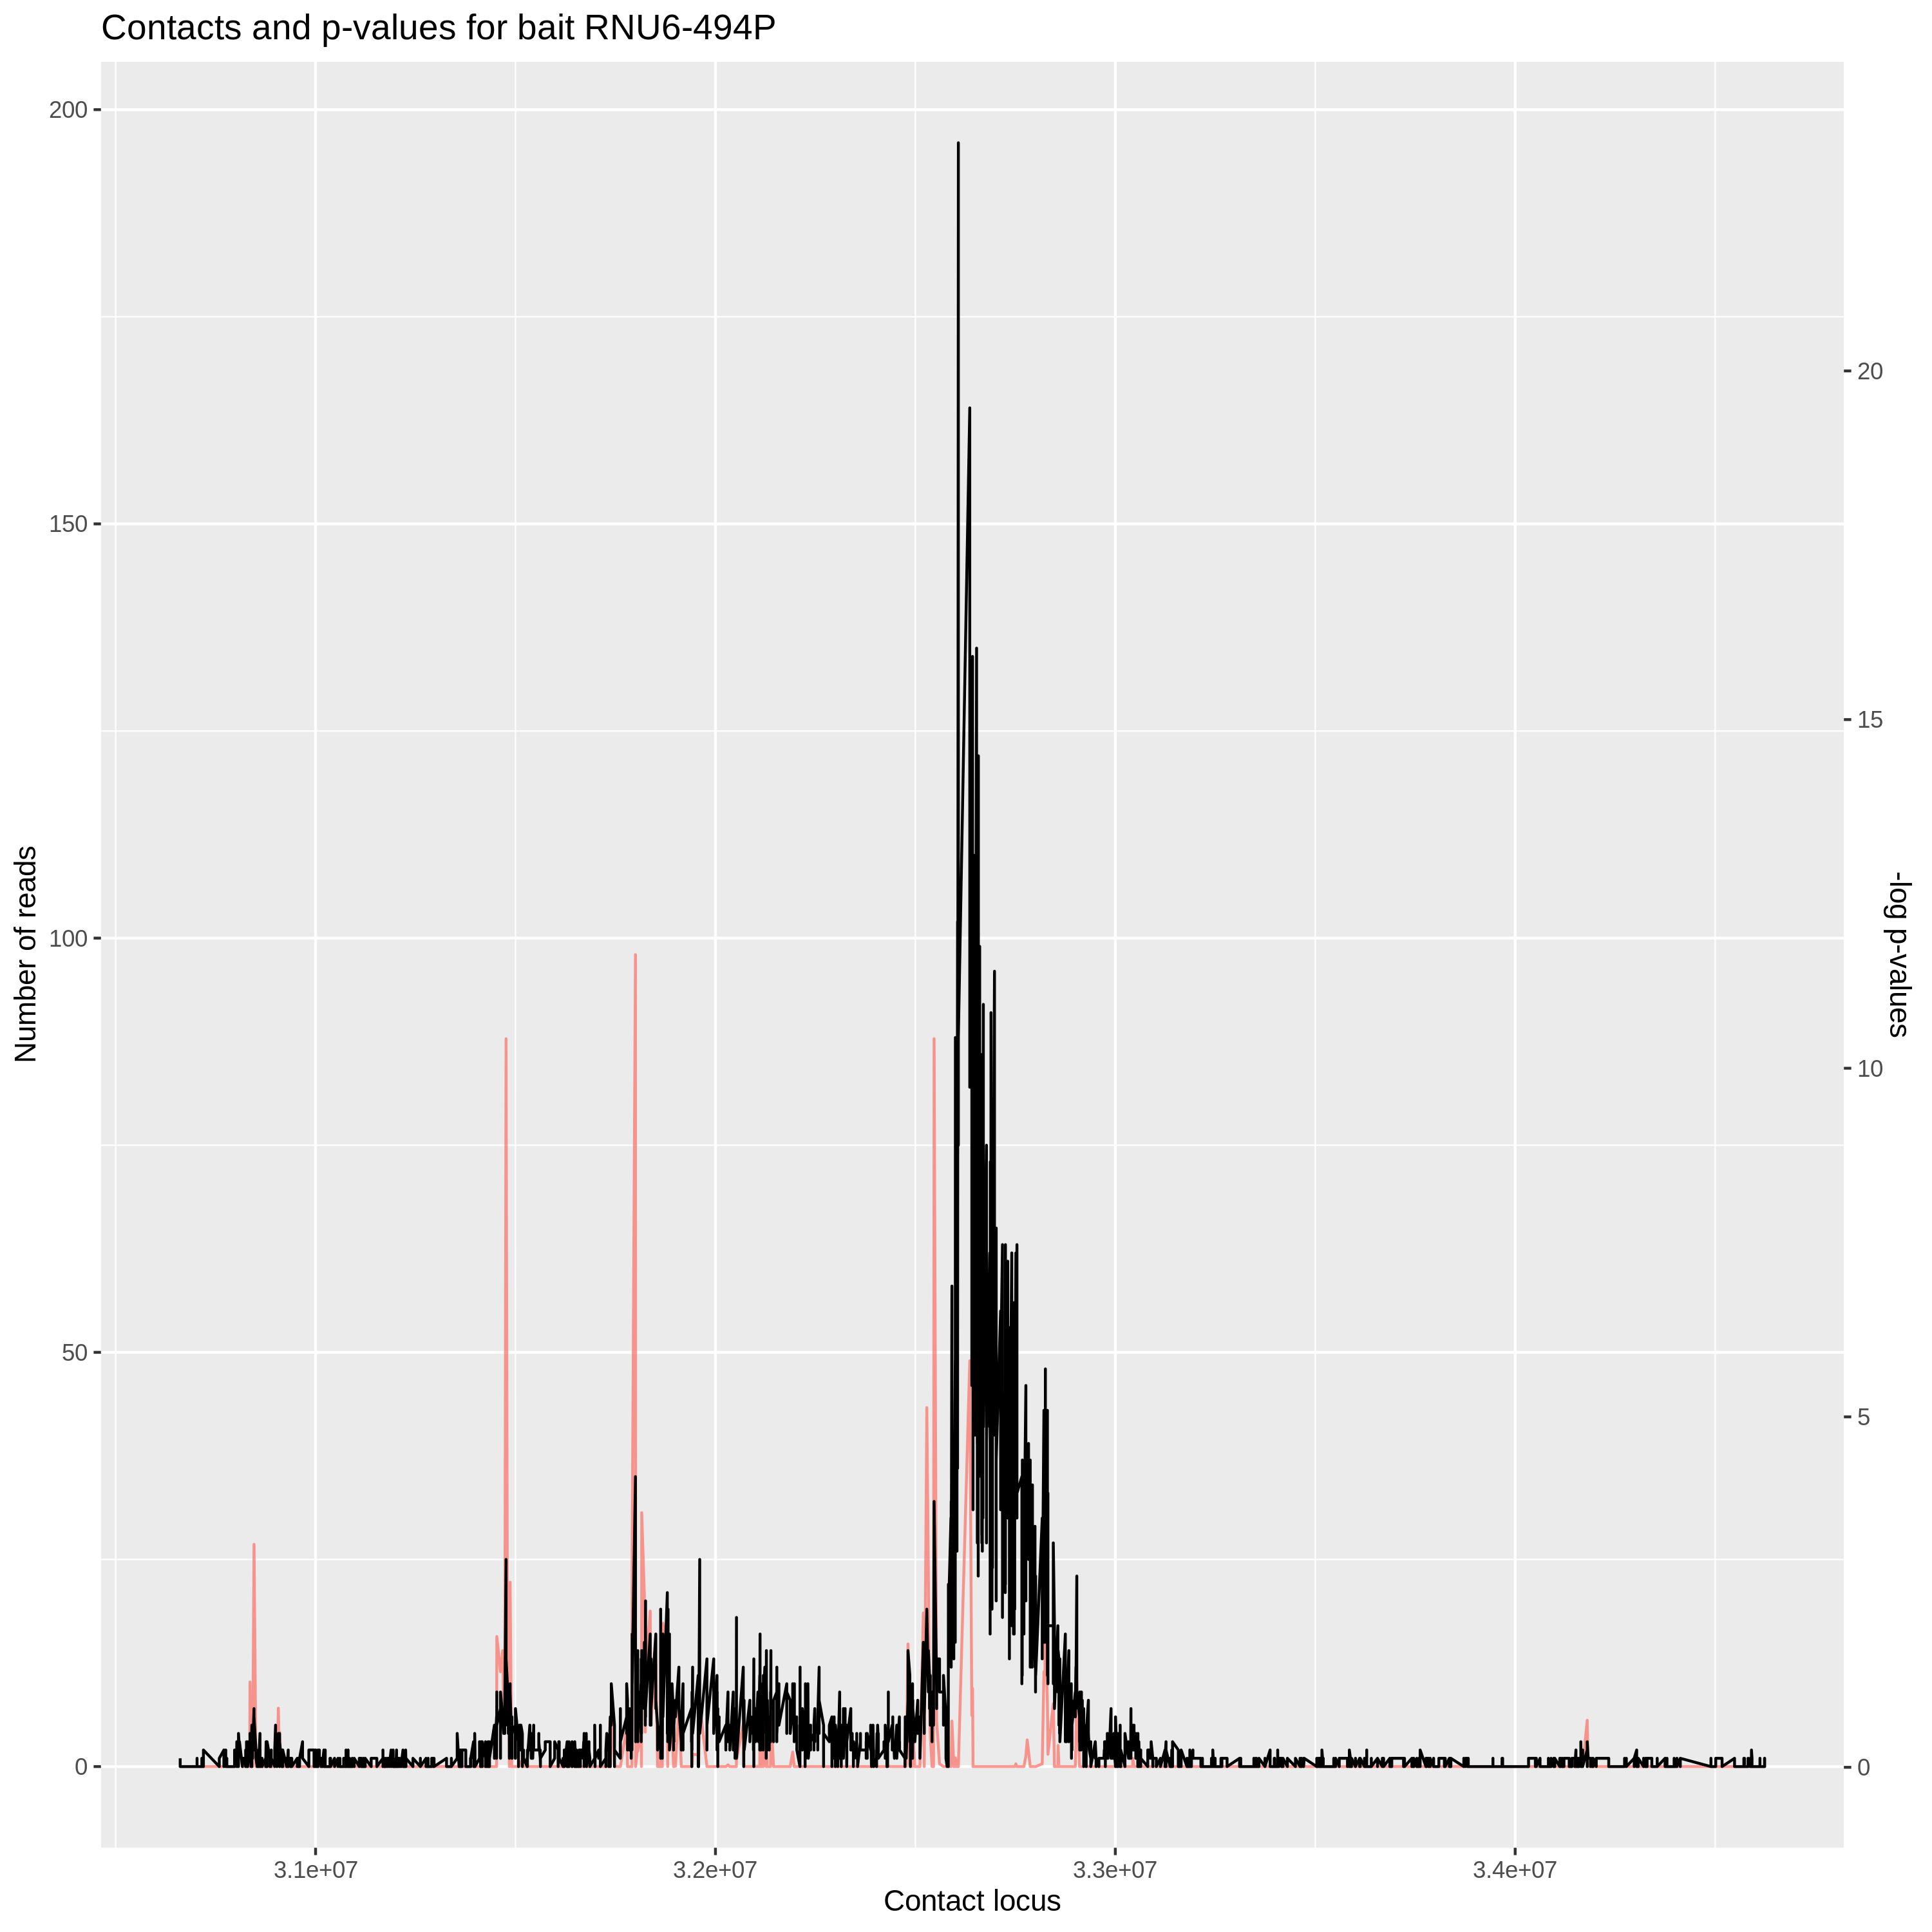 Contacts and p-values for bait RNU6-494P
200
150
100
50
0
Number of reads
20
15
10
5
0
-log p-values
3.1e+07
3.2e+07
3.3e+07
3.4e+07
Contact locus